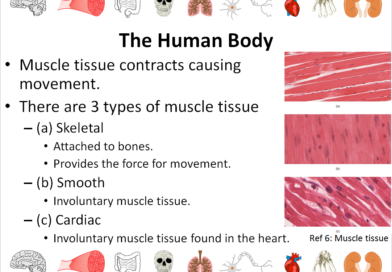 The Human Body
• Muscle tissue contracts causing
movement.
• There are 3 types of muscle tissue
– (a) Skeletal
• Attached to bones.
• Provides the force for movement.
– (b) Smooth
• Involuntary muscle tissue.
– (c) Cardiac
• Involuntary muscle tissue found in the heart.
Ref 6: Muscle tissue